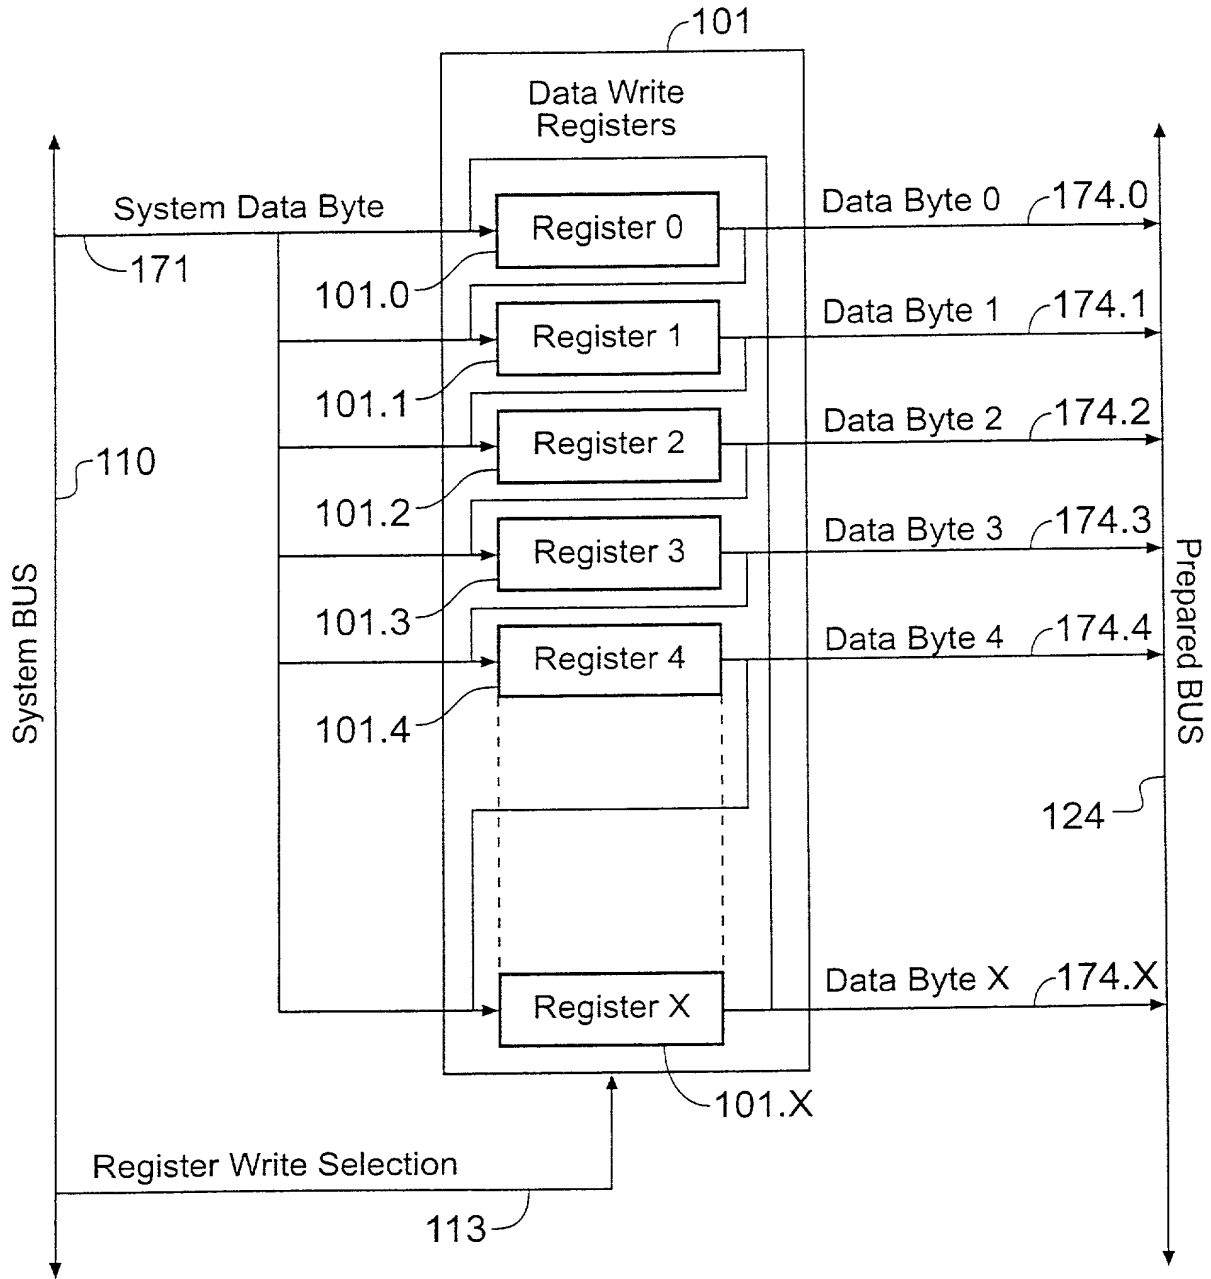 101
Data Write
Registers
System Data Byte
171
Register 0
101.0
Data Byte 0
174.0
Register 1
101.1
Data Byte 1
174.1
Register 2
101.2
Data Byte 2
174.2
110
Register 3
101.3
Data Byte 3
174.3
Register 4
101.4
Data Byte 4
174.4
System BUS
Prepared BUS
124
Register X
101.X
Data Byte X
174.X
Register Write Selection
113